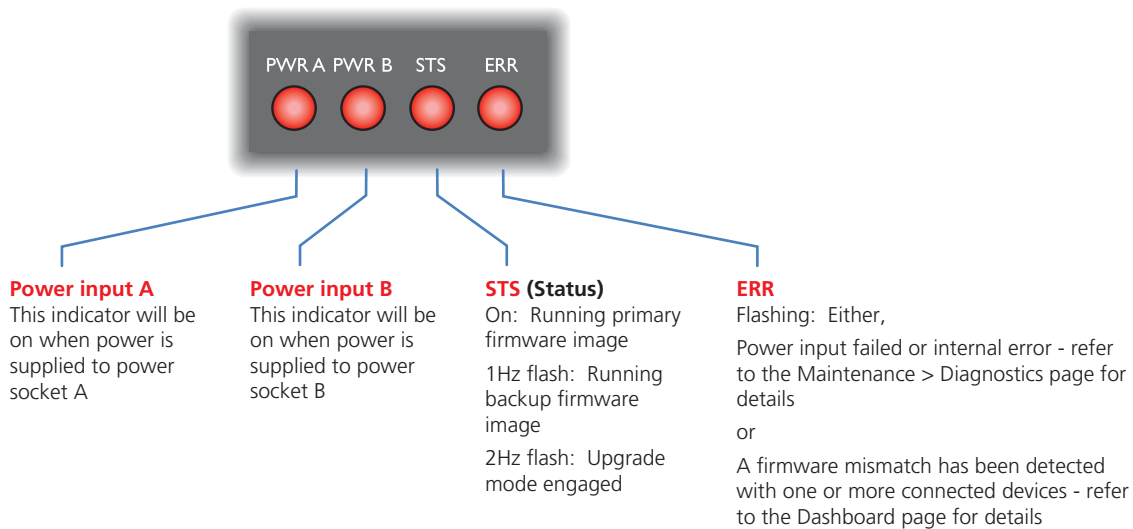 PWR A PWR B STS ERR
Power input A
This indicator will be
on when power is
supplied to power
socket A
Power input B
This indicator will be
on when power is
supplied to power
socket B
STS (Status)
On: Running primary
firmware image
1Hz flash: Running
backup firmware
image
2Hz flash: Upgrade
mode engaged
ERR
Flashing: Either,
Power input failed or internal error - refer
to the Maintenance > Diagnostics page for
details
or
A firmware mismatch has been detected
with one or more connected devices - refer
to the Dashboard page for details